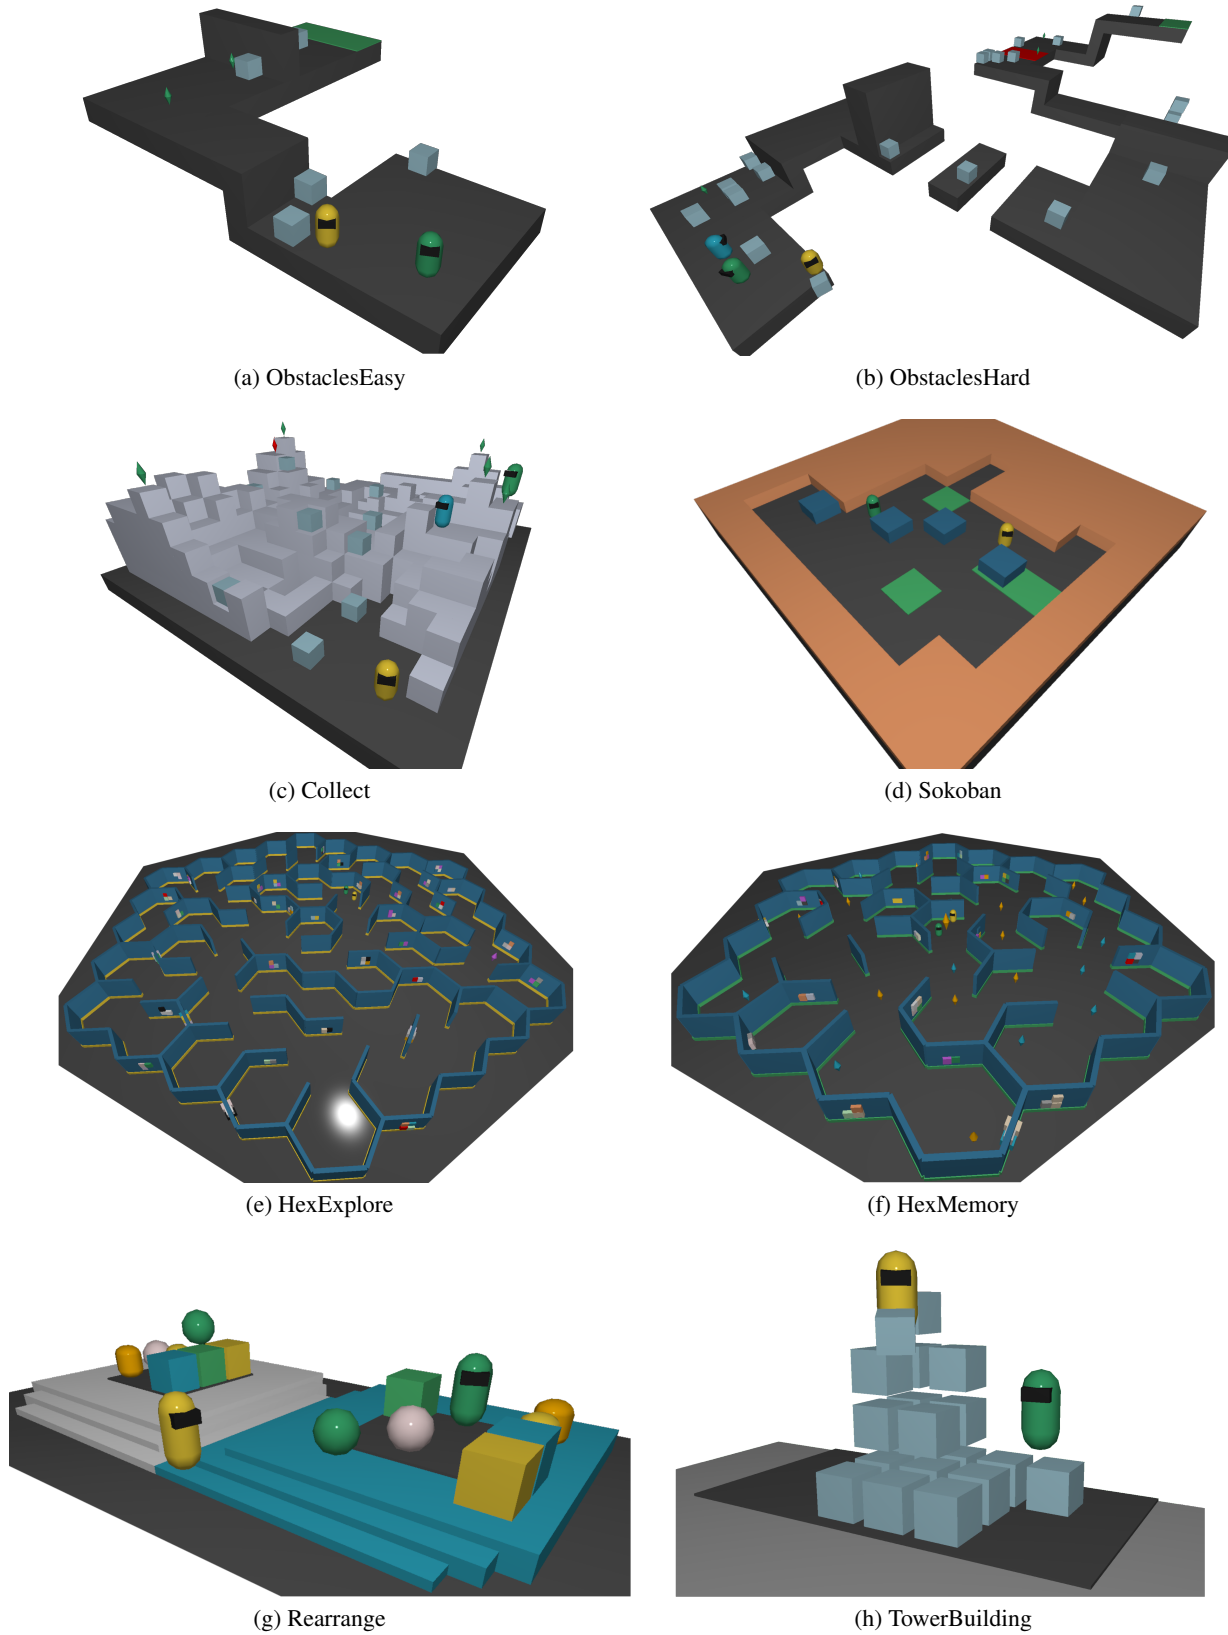 (a) ObstaclesEasy
(b) ObstaclesHard
(c) Collect
(d) Sokoban
(e) HexExplore
(f) HexMemory
(g) Rearrange
(h) TowerBuilding